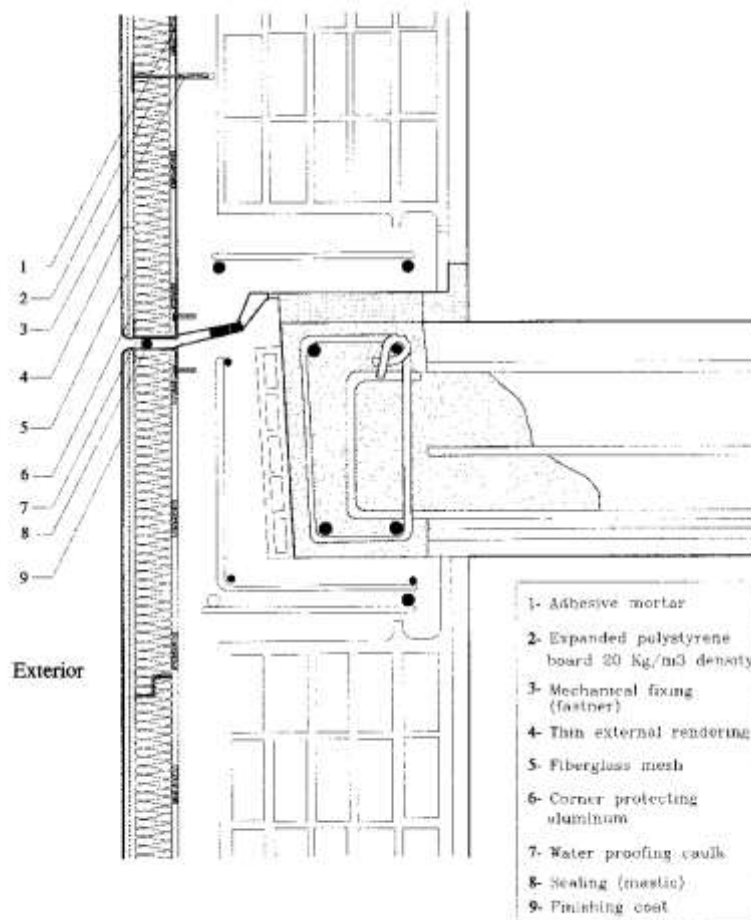 1
2
3
4
5
6
7
8
9
Exterior
1- Adhesive mortar
2- Expanded polystyrene
board 20 Kg/m3 density
3- Mechanical fixing
(fastner)
4- Thin external rendering
5- Fiberglass mesh
6- Corner protecting
aluminum
7- Water proofing caulk
8- Sealing (mastic)
9- Finishing coat